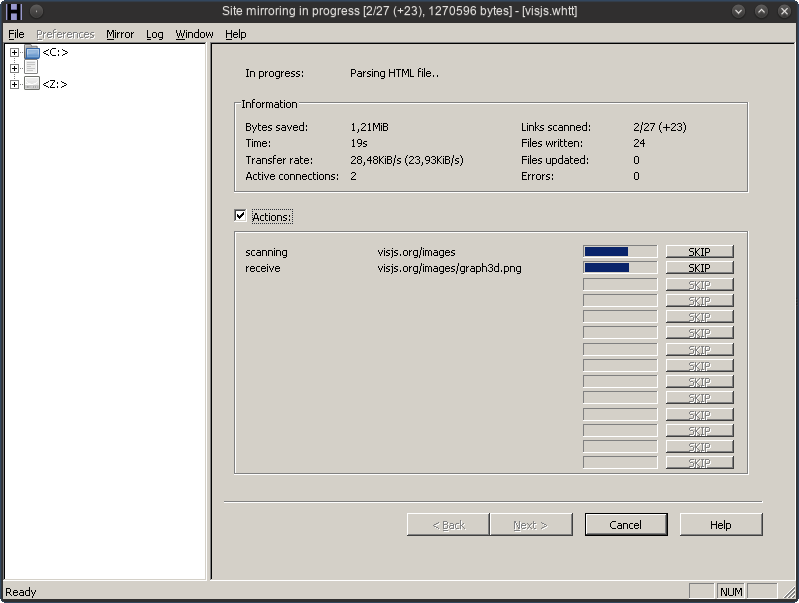 Site mirroring in progress [2/27 (+23), 1270596 bytes] - [visjs.whtt]
File Preferences Mirror Log Window Help
<C:>
<Z:>
In progress: Parsing HTML file..
Information
Bytes saved: 1,21MiB Links scanned: 2/27 (+23)
Time: 19s Files written: 24
Transfer rate: 28,48KiB/s (23,93KiB/s) Files updated: 0
Active connections: 2 Errors: 0
Actions:
scanning visjs.org/images SKIP
receive visjs.org/images/graph3d.png SKIP
SKIP
SKIP
SKIP
SKIP
SKIP
SKIP
SKIP
SKIP
SKIP
SKIP
SKIP
SKIP
< Back Next > Cancel Help
Ready NUM